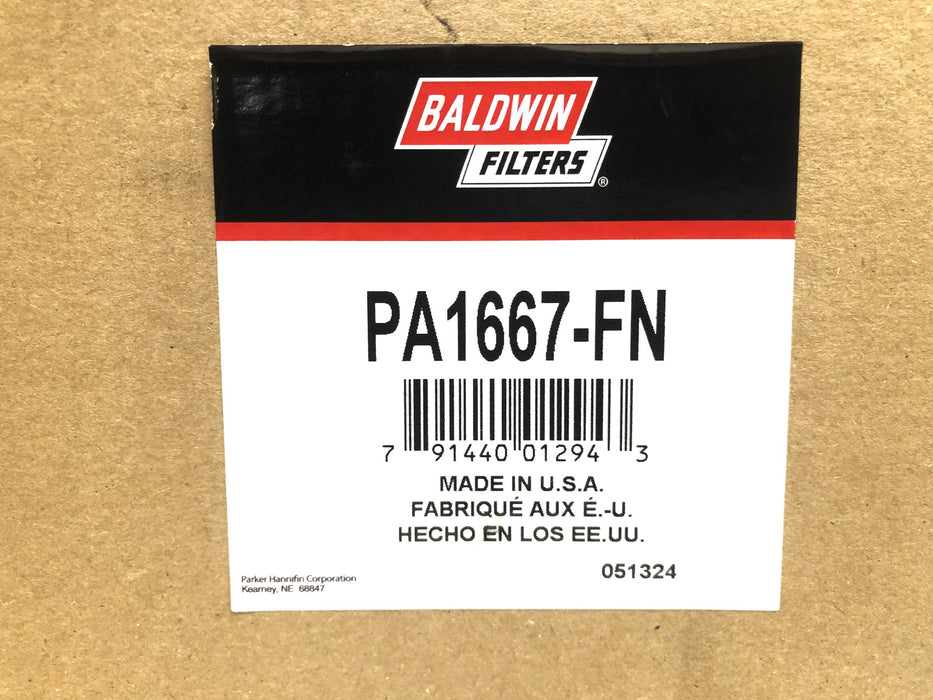 BALDWIN
FILTERS®
PA1667-FN
7 91440 01294 3
MADE IN U.S.A.
FABRIQUÉ AUX É.-U.
HECHO EN LOS EE.UU.
051324
Parker Hannifin Corporation
Kearney, NE 68847